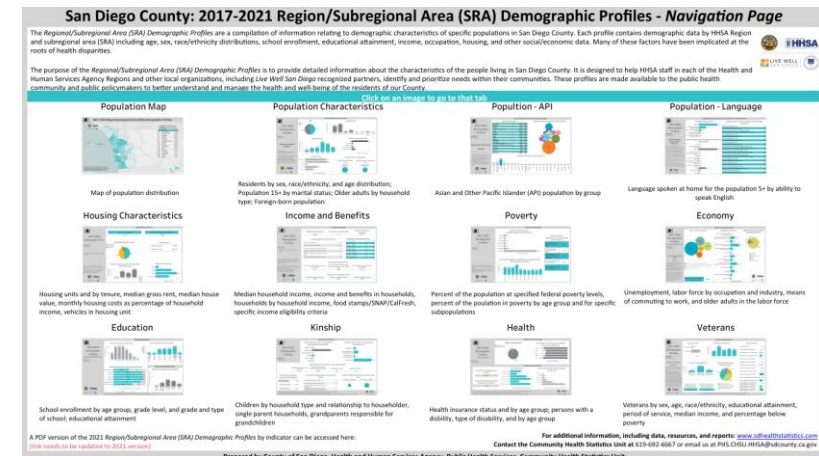 San Diego County: 2017-2021 Region/Subregional Area (SRA) Demographic Profiles - Navigation Page
The Regional/Subregional Area (SRA) Demographic Profiles are a compilation of information relating to demographic characteristics of specific populations in San Diego County. Each profile contains demographic data by HHSA Region
and subregional area (SRA) including age, sex, race/ethnicity distributions, school enrollment, educational attainment, income, occupation, housing, and other social/economic data. Many of these factors have been implicated at the
roots of health disparities.
HHSA
LIVE WELL
The purpose of the Regional/Subregional Area (SRA) Demographic Profiles is to provide detailed information about the characteristics of the people living in San Diego County. It is designed to help HHSA staff in each of the Health and
Human Services Agency Regions and other local organizations, including Live Well San Diego recognized partners, identify and prioritize needs within their communities. These profiles are made available to the public health
community and public policymakers to better understand and manage the health and well-being of the residents of our County.
Click on an image to go to that tab
Population Map
Population Characteristics
Popultion - API
Population - Language
Map of population distribution
Residents by sex, race/ethnicity, and age distribution;
Population 15+ by marital status; Older adults by household
type; Foreign-born population
Asian and Other Pacific Islander (API) population by group
Language spoken at home for the population 5+ by ability to
speak English
Housing Characteristics
Income and Benefits
Poverty
Economy
Housing units and by tenure, median gross rent, median house
value, monthly housing costs as percentage of household
income, vehicles in housing unit
Median household income, income and benefits in households,
households by household income, food stamps/SNAP/CalFresh,
specific income eligibility criteria
Percent of the population at specified federal poverty levels,
percent of the poulation in poverty by age group and for specific
subpopulations
Unemployment, labor force by occupation and industry, means
of commuting to work, and older adults in the labor force
Education
Kinship
Health
Veterans
School enrollment by age group, grade level, and grade and type
of school; educational attainment
Children by household type and relationship to householder,
single parent households, grandparents responsible for
grandchildren
Health insurance status and by age group; persons with a
disbility, type of disability, and by age group
Veterans by sex, age, race/ethnicity, educational attainment,
period of service, median income, and percentage below
poverty
A PDF version of the 2021 Region/Subregional Area (SRA) Demographic Profiles by indicator can be accessed here:
(link needs to be updated to 2021 version)
For additional information, including data, resources, and reports: www.sdhealthstatistics.com
Contact the Community Health Statistics Unit at 619-692-6667 or email us at PHS.CHSU.HHSA@sdcounty.ca.gov
Prepared by County of San Diego, Health and Human Services Agency, Public Health Services, Community Health Statistics Unit